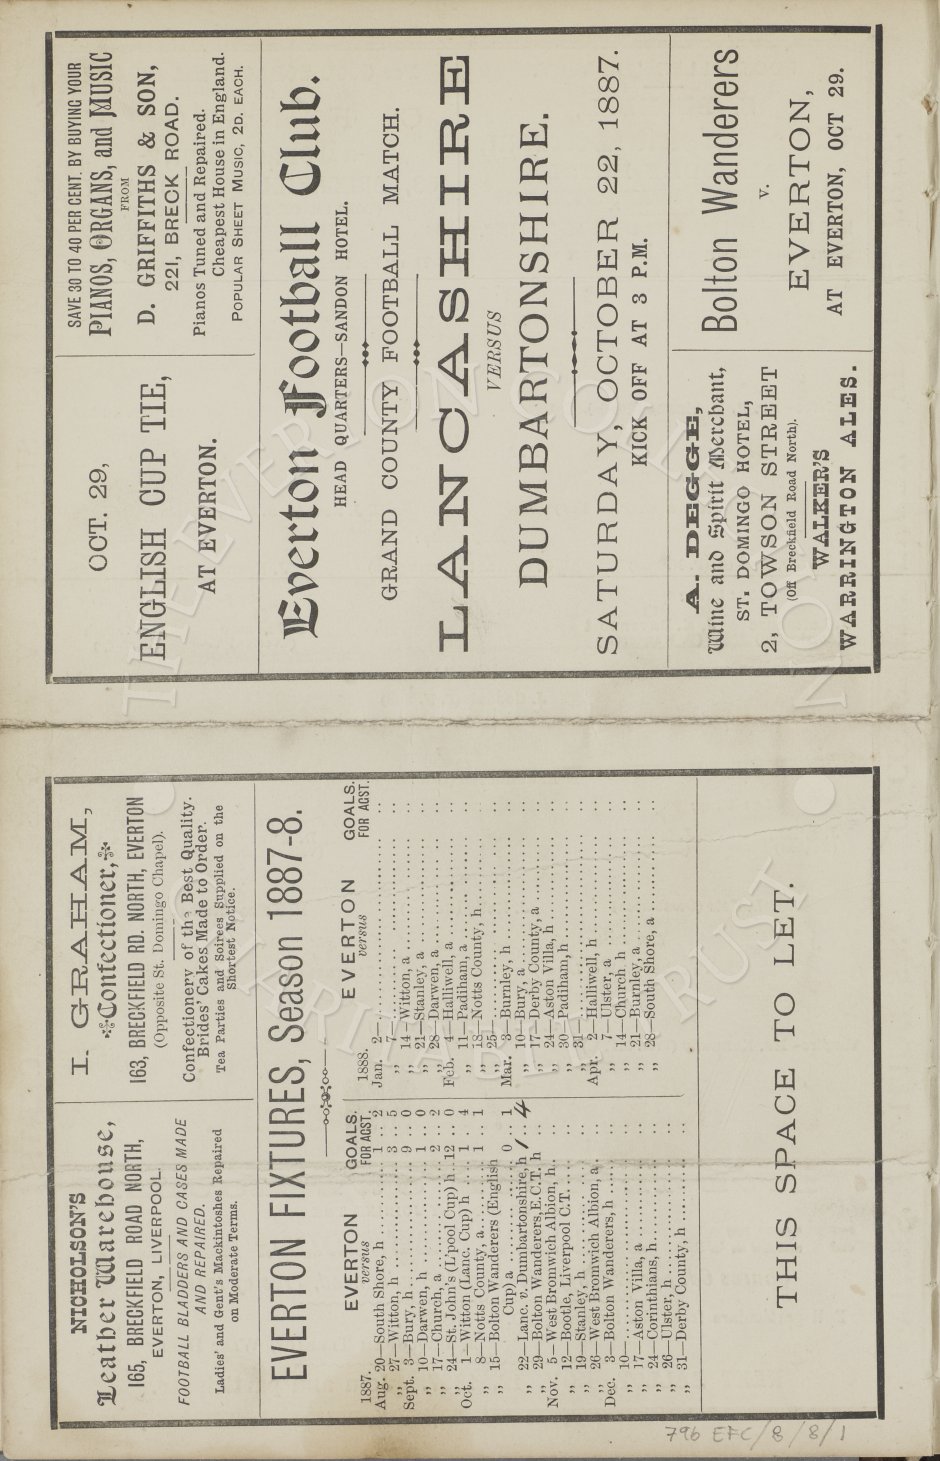 NICHOLSON'S
Leather Warehouse,
165, BRECKFIELD ROAD NORTH,
EVERTON, LIVERPOOL.
FOOTBALL BLADDERS AND CASES MADE
AND REPAIRED.
Ladies' and Gent's Mackintoshes Repaired
on Moderate Terms.
I. GRAHAM,
Confectioner,
163, BRECKFIELD RD. NORTH, EVERTON
(Opposite St. Domingo Chapel).
Confectionery of the Best Quality.
Brides' Cakes Made to Order.
Tea Parties and Soirees Supplied on the
Shortest Notice.
EVERTON FIXTURES, Season 1887-8.
EVERTON GOALS.
1887. versus FOR AGST.
Aug. 20—South Shore, h .......... 1 .. 2
„ 27—Witton, h .......... 3 .. 5
Sept. 3—Bury, h .......... 9 .. 0
„ 10—Darwen, h .......... 1 .. 0
„ 17—Church, a .......... 2 .. 2
„ 24—St. John's (L'pool Cup) h .. 12 .. 0
Oct. 1—Witton (Lanc. Cup) h .... 1 .. 4
„ 8—Notts County, a .......... 1 .. 1
„ 15—Bolton Wanderers (English
Cup) a .......... 0 .. 1
„ 22—Lanc. v. Dumbartonshire, h 1 .. 4
„ 29—Bolton Wanderers, E.C.T. h ..
Nov. 5—West Bromwich Albion, h .. ..
„ 12—Bootle, Liverpool C.T. .... ..
„ 19—Stanley, h .......... ..
„ 26—West Bromwich Albion, a .. ..
Dec. 3—Bolton Wanderers, h ...... ..
„ 10— .......... ..
„ 17—Aston Villa, a .......... ..
„ 24—Corinthians, h .......... ..
„ 26—Ulster, h .......... ..
„ 31—Derby County, h .......... ..
EVERTON GOALS.
1888. versus FOR AGST.
Jan. 2— .......... ..
„ 7— .......... ..
„ 14—Witton, a .......... ..
„ 21—Stanley, a .......... ..
„ 28—Darwen, a .......... ..
Feb. 4—Halliwell, a .......... ..
„ 11—Padiham, a .......... ..
„ 18—Notts County, h .......... ..
„ 25— .......... ..
Mar. 3—Burnley, h .......... ..
„ 10—Bury, a .......... ..
„ 17—Derby County, a .......... ..
„ 24—Aston Villa, h .......... ..
„ 30—Padiham, h .......... ..
„ 31— .......... ..
Apr. 2—Halliwell, h .......... ..
„ 7—Ulster, a .......... ..
„ 14—Church h .......... ..
„ 21—Burnley, a .......... ..
„ 28—South Shore, a .......... ..
THIS SPACE TO LET.
796 EFC/8/8/1
OCT. 29,
ENGLISH CUP TIE,
AT EVERTON.
SAVE 30 TO 40 PER CENT. BY BUYING YOUR
PIANOS, ORGANS, and MUSIC
FROM
D. GRIFFITHS & SON,
221, BRECK ROAD.
Pianos Tuned and Repaired.
Cheapest House in England.
POPULAR SHEET MUSIC, 2D. EACH.
Everton Football Club.
HEAD QUARTERS—SANDON HOTEL.
GRAND COUNTY FOOTBALL MATCH.
LANCASHIRE
VERSUS
DUMBARTONSHIRE.
SATURDAY, OCTOBER 22, 1887.
KICK OFF AT 3 P.M.
A. DEGGE,
Wine and Spirit Merchant,
ST. DOMINGO HOTEL,
2, TOWSON STREET
(Off Breckfield Road North).
WALKER'S
WARRINGTON ALES.
Bolton Wanderers
v.
EVERTON,
AT EVERTON, OCT 29.
THE EVERTON COLLECTION
CHARITABLE TRUST